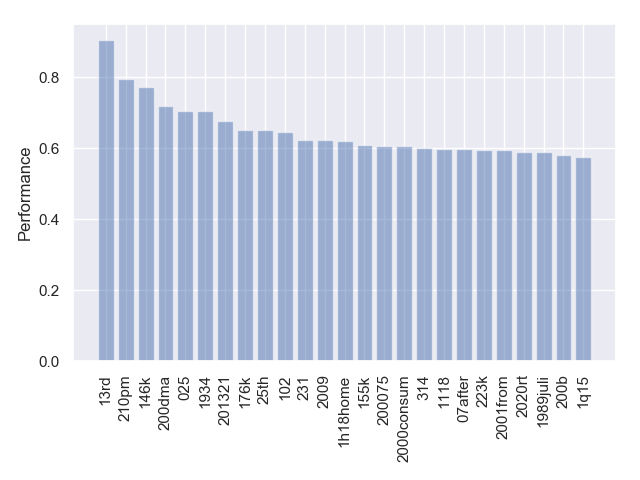 0.8
0.6
0.4
0.2
0.0
Performance
13rd
210pm
146k
200dma
025
1934
201321
176k
25th
102
231
2009
1h18home
155k
200075
2000consum
314
1118
07after
223k
2001from
2020rt
1989juli
200b
1q15